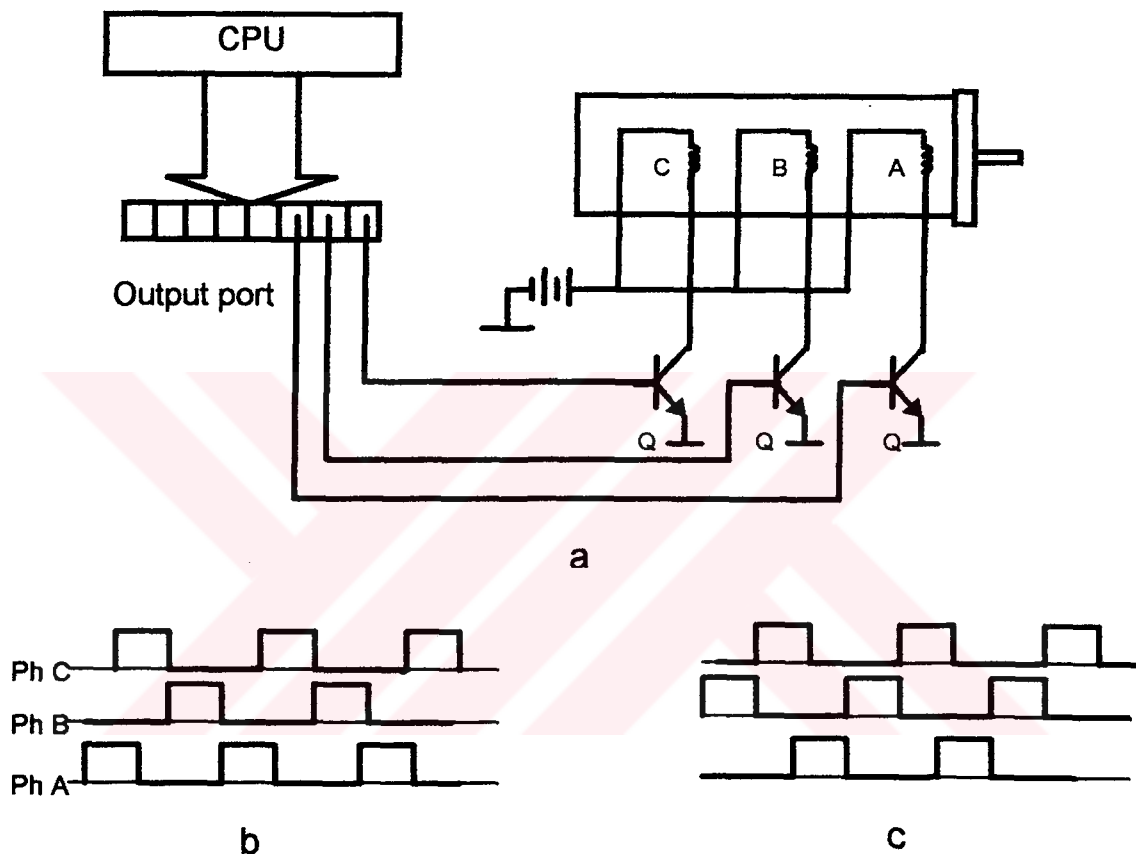 CPU
C B A
Output port
Q Q Q
a
Ph C
Ph B
Ph A
b c